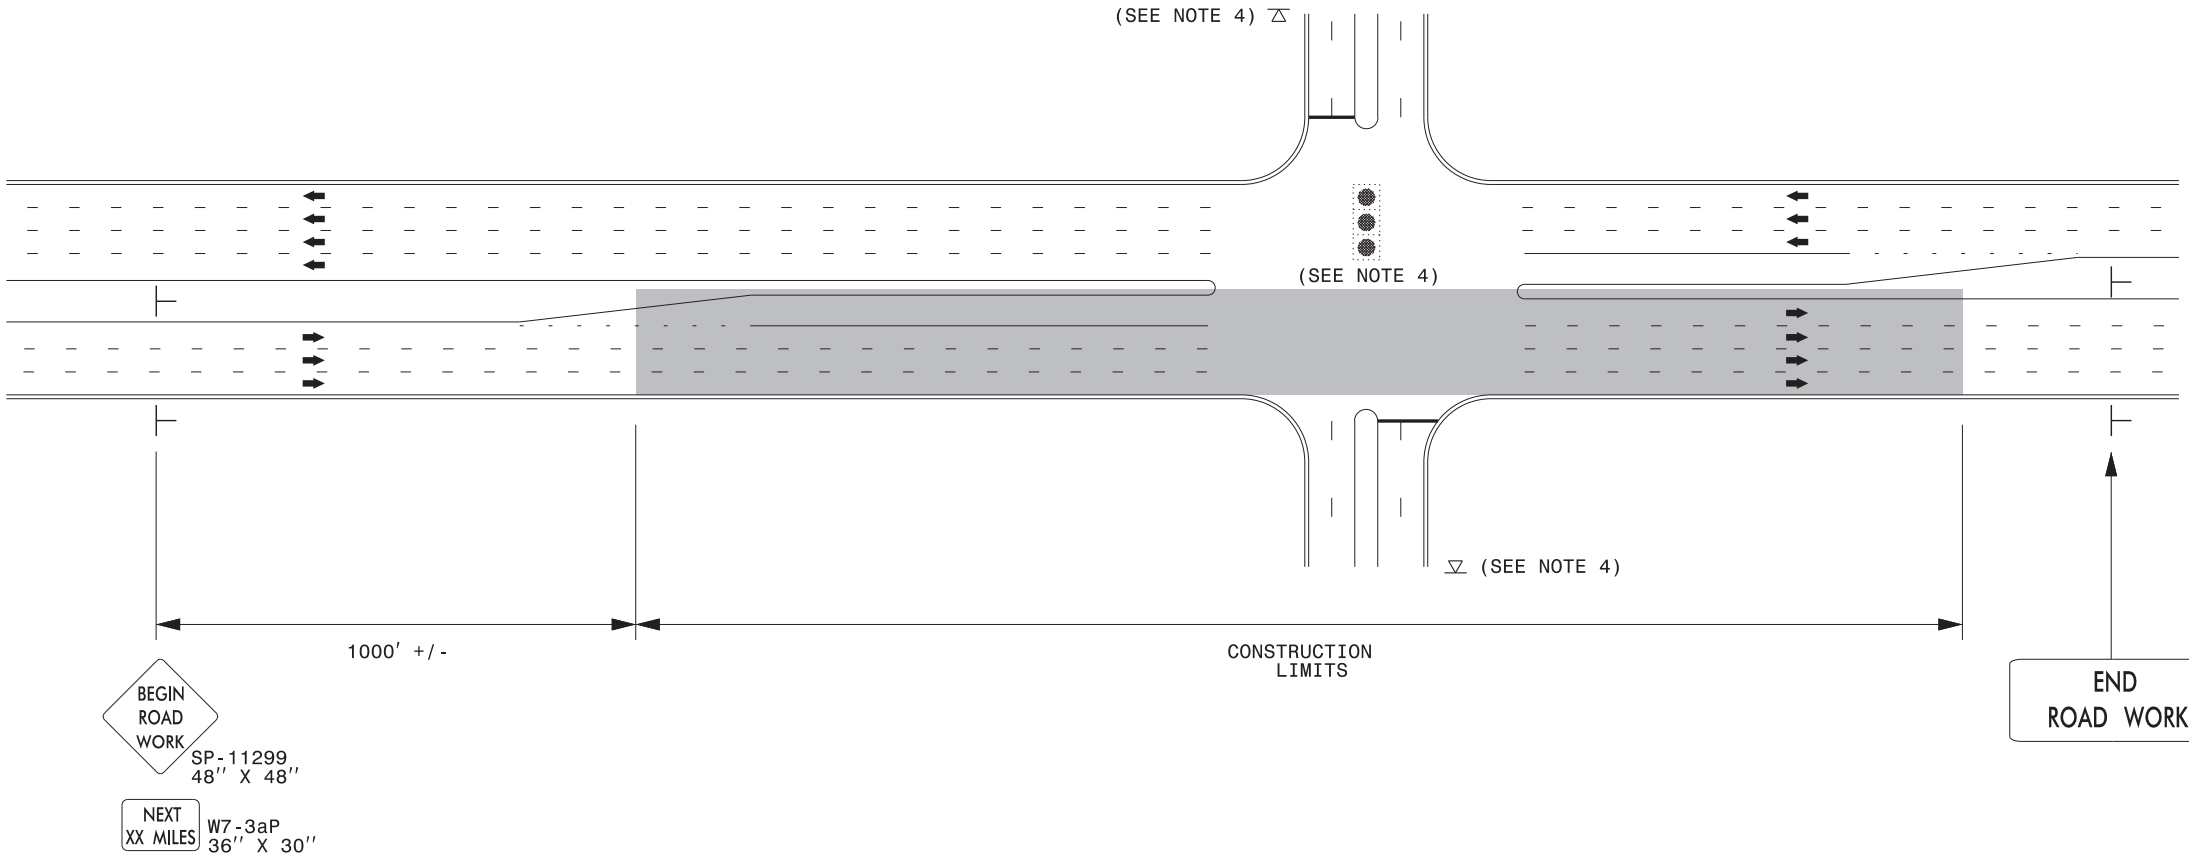 (SEE NOTE 4)
(SEE NOTE 4)
(SEE NOTE 4)
1000' +/-
CONSTRUCTION
LIMITS
BEGIN
ROAD
WORK
SP-11299
48'' X 48''
NEXT
XX MILES
W7-3aP
36'' X 30''
END
ROAD WORK